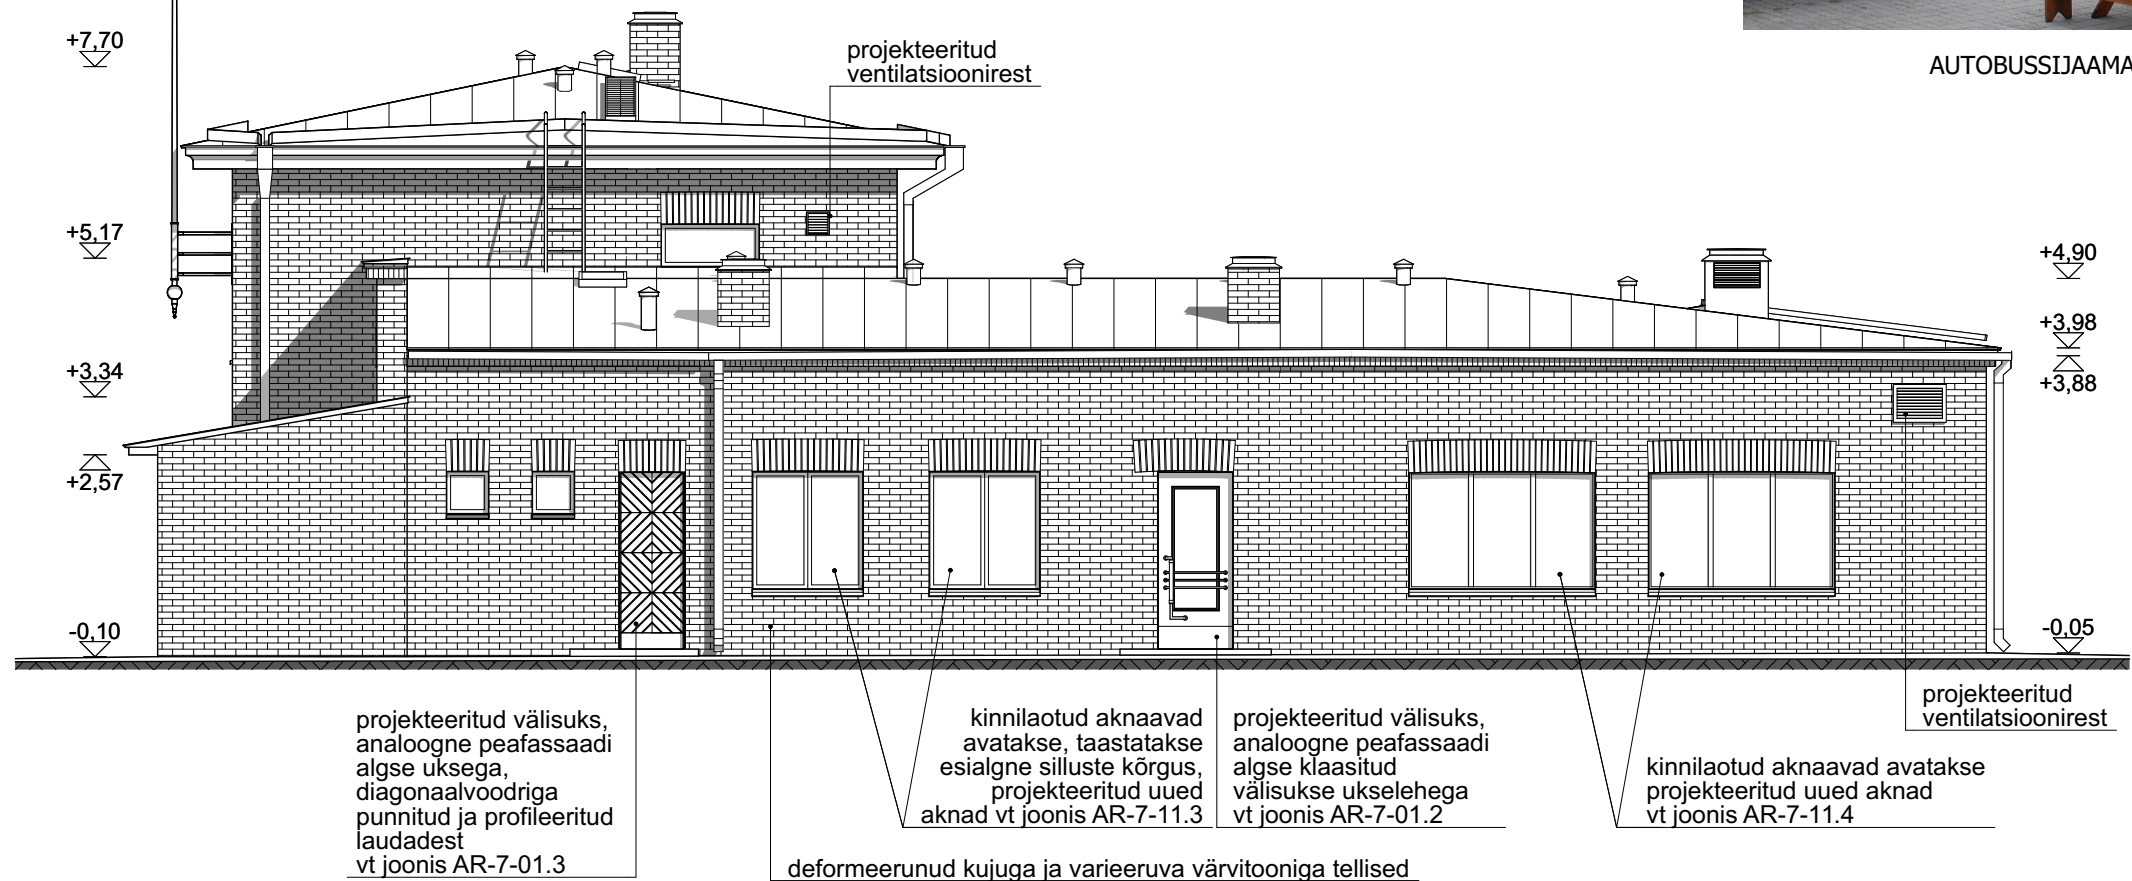 +7,70
projekteeritud
ventilatsioonirest
AUTOBUSSIJAAMA
+5,17
+4,90
+3,98
+3,34
+3,88
+2,57
-0,10
-0,05
projekteeritud välisuks,
analoogne peafassaadi
algse uksega,
diagonaalvoodriga
punnitud ja profileeritud
laudadest
vt joonis AR-7-01.3
kinnilaotud aknaavad
avatakse, taastatakse
esialgne silluste kõrgus,
projekteeritud uued
aknad vt joonis AR-7-11.3
projekteeritud välisuks,
analoogne peafassaadi
algse klaasitud
välisukse ukselehega
vt joonis AR-7-01.2
kinnilaotud aknaavad avatakse
projekteeritud uued aknad
vt joonis AR-7-11.4
projekteeritud
ventilatsioonirest
deformeerunud kujuga ja varieeruva värvitooniga tellised